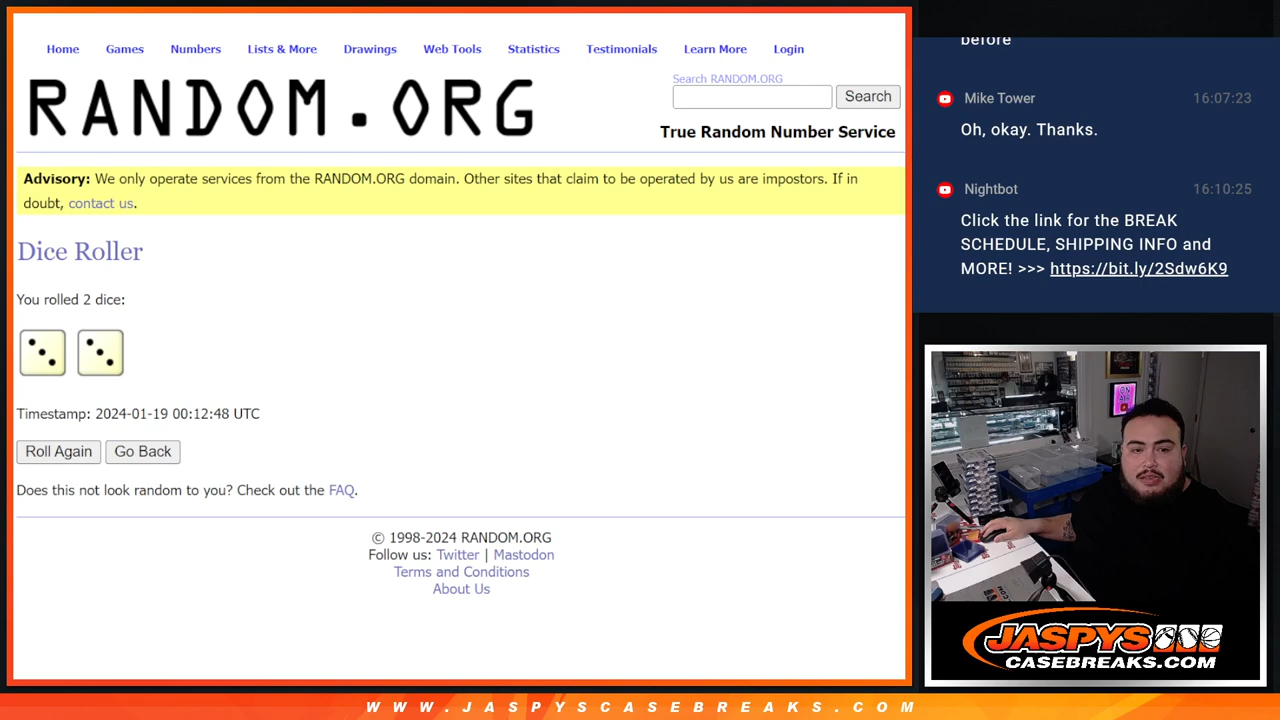 Home Games Numbers Lists & More Drawings Web Tools Statistics Testimonials Learn More Login
RANDOM.ORG
Search RANDOM.ORG
Search
True Random Number Service
Advisory: We only operate services from the RANDOM.ORG domain. Other sites that claim to be operated by us are impostors. If in
doubt, contact us.
Dice Roller
You rolled 2 dice:
Timestamp: 2024-01-19 00:12:48 UTC
Roll Again Go Back
Does this not look random to you? Check out the FAQ.
© 1998-2024 RANDOM.ORG
Follow us: Twitter | Mastodon
Terms and Conditions
About Us
before
Mike Tower 16:07:23
Oh, okay. Thanks.
Nightbot 16:10:25
Click the link for the BREAK
SCHEDULE, SHIPPING INFO and
MORE! >>> https://bit.ly/2Sdw6K9
ON
AIR
JASPYS
CASEBREAKS.COM
WWW.JASPYSCASEBREAKS.COM